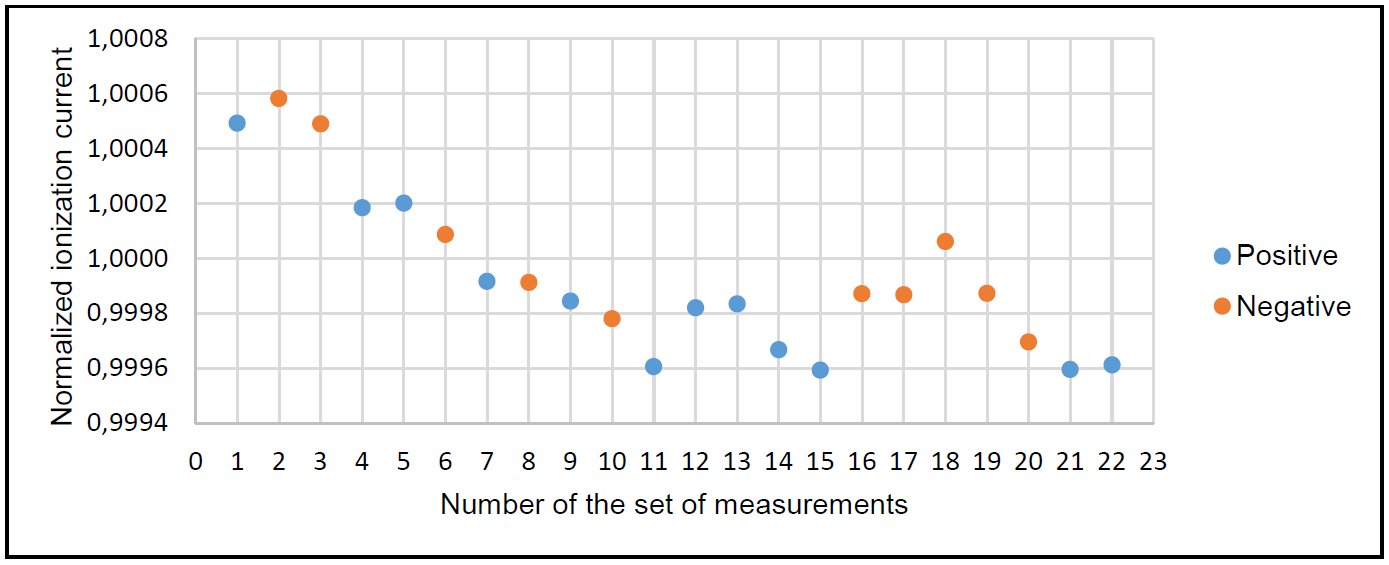 Normalized ionization current
1,0008
1,0006
1,0004
1,0002
1,0000
0,9998
0,9996
0,9994
0 1 2 3 4 5 6 7 8 9 10 11 12 13 14 15 16 17 18 19 20 21 22 23
Number of the set of measurements
Positive
Negative